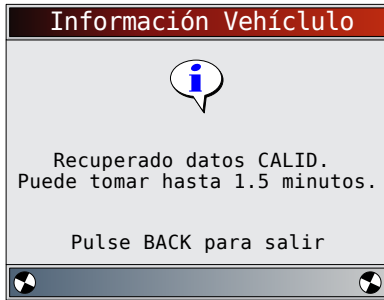 Información Vehíclulo
Recuperado datos CALID.
Puede tomar hasta 1.5 minutos.
Pulse BACK para salir